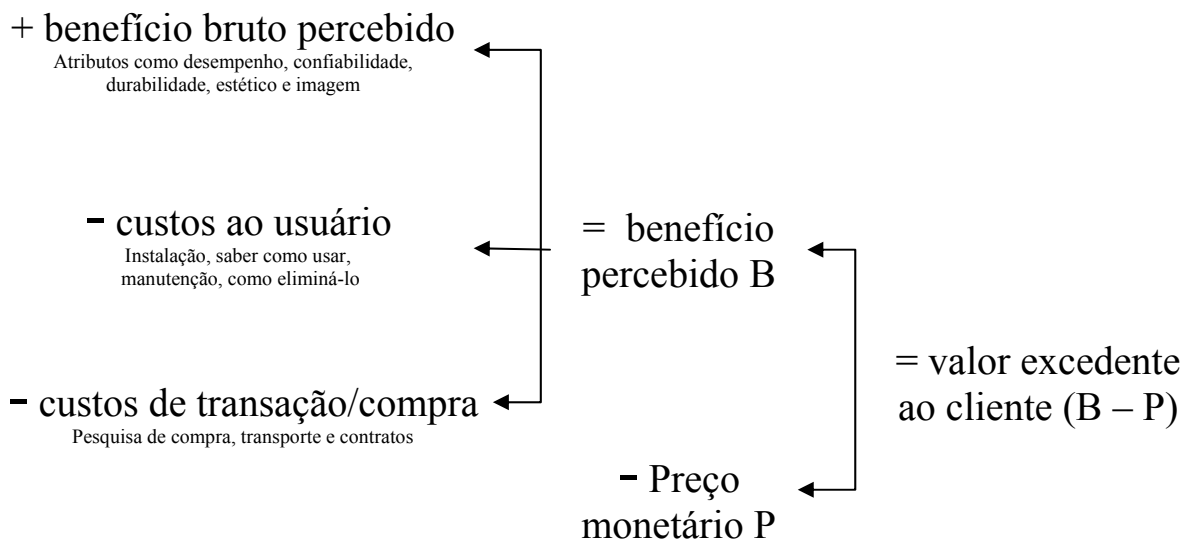 + benefício bruto percebido
Atributos como desempenho, confiabilidade,
durabilidade, estético e imagem
- custos ao usuário
Instalação, saber como usar,
manutenção, como eliminá-lo
- custos de transação/compra
Pesquisa de compra, transporte e contratos
= benefício
percebido B
- Preço
monetário P
= valor excedente
ao cliente (B – P)